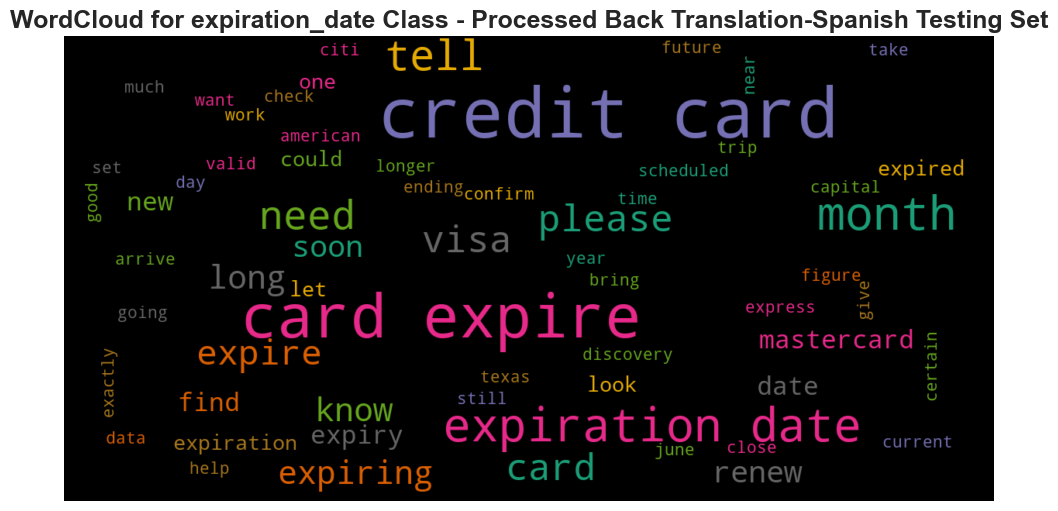 WordCloud for expiration_date Class - Processed Back Translation-Spanish Testing Set
citi
tell
future
take
near
much
one
want
check
work
credit card
american
could
trip
set
valid
day
longer
scheduled
expired
good
new
ending
confirm
time
capital
need
please
month
soon
visa
arrive
year
long
let
bring
figure
give
going
card expire
express
mastercard
certain
exactly
expire
discovery
texas
look
date
find
know
still
expiration date
data
expiration
expiry
june
close
current
help
expiring
card
renew